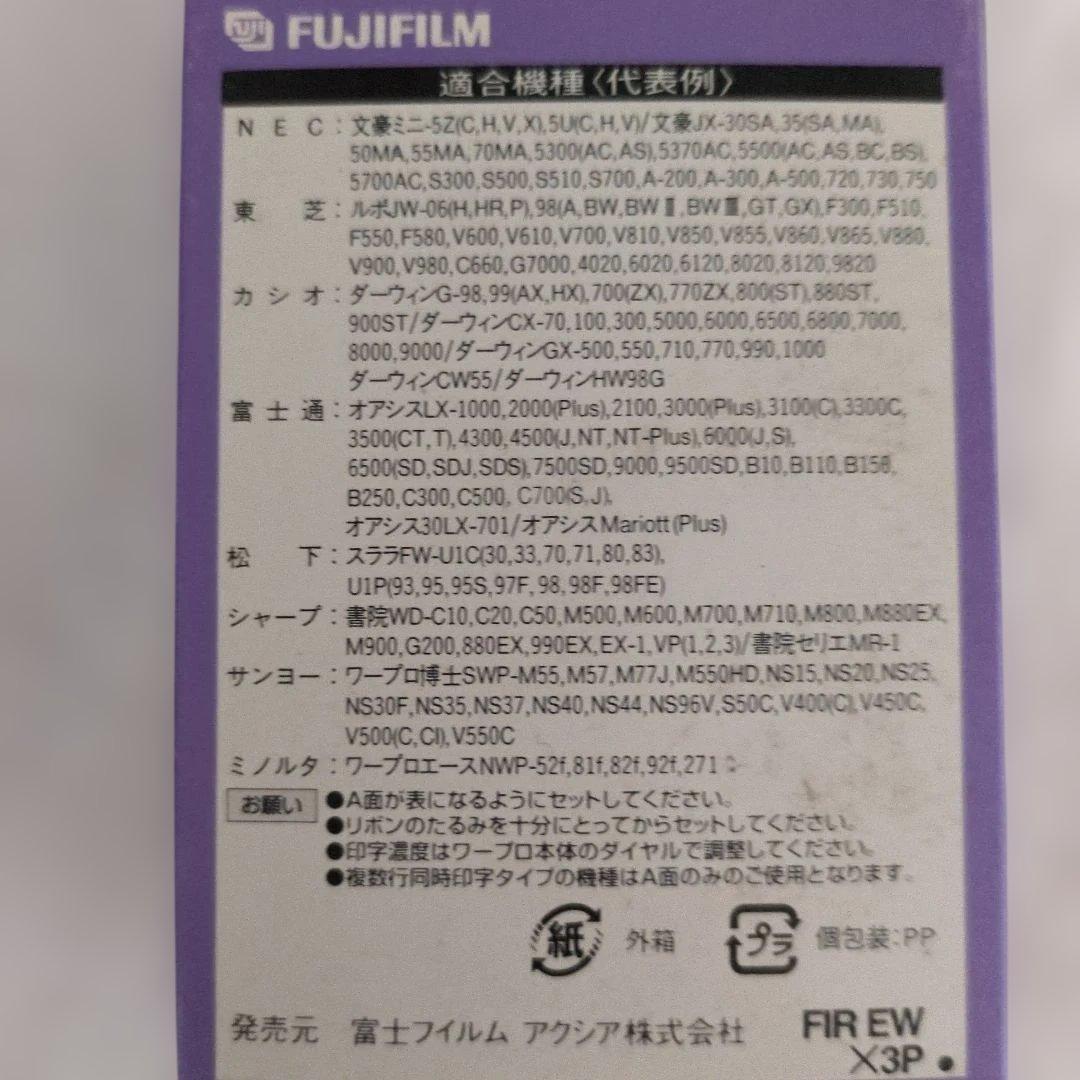 Fuji FUJIFILM
適合機種〈代表例〉
NEC：文豪ミニ-5Z(C,H,V,X),5U(C,H,V)/文豪JX-30SA,35(SA,MA),
50MA,55MA,70MA,5300(AC,AS),5370AC,5500(AC,AS,BC,BS),
5700AC,S300,S500,S510,S700,A-200,A-300,A-500,720,730,750
東芝：ルポJW-06(H,HR,P),98(A,BW,BWⅡ,BWⅢ,GT,GX),F300,F510,
F550,F580,V600,V610,V700,V810,V850,V855,V860,V865,V880,
V900,V980,C660,G7000,4020,6020,6120,8020,8120,9820
カシオ：ダーウィンG-98,99(AX,HX),700(ZX),770ZX,800(ST),880ST,
900ST/ダーウィンCX-70,100,300,5000,6000,6500,6800,7000,
8000,9000/ダーウィンGX-500,550,710,770,990,1000
ダーウィンCW55/ダーウィンHW98G
富士通：オアシスLX-1000,2000(Plus),2100,3000(Plus),3100(C),3300C,
3500(CT,T),4300,4500(J,NT,NT-Plus),6000(J,S),
6500(SD,SDJ,SDS),7500SD,9000,9500SD,B10,B110,B150,
B250,C300,C500,C700(S,J),
オアシス30LX-701/オアシスMariott(Plus)
松下：スララFW-U1C(30,33,70,71,80,83),
U1P(93,95,95S,97F,98,98F,98FE)
シャープ：書院WD-C10,C20,C50,M500,M600,M700,M710,M800,M880EX,
M900,G200,880EX,990EX,EX-1,VP(1,2,3)/書院セリエMR-1
サンヨー：ワープロ博士SWP-M55,M57,M77J,M550HD,NS15,NS20,NS25,
NS30F,NS35,NS37,NS40,NS44,NS96V,S50C,V400(C),V450C,
V500(C,CI),V550C
ミノルタ：ワープロエースNWP-52f,81f,82f,92f,271
お願い ●A面が表になるようにセットしてください。
●リボンのたるみを十分にとってからセットしてください。
●印字濃度はワープロ本体のダイヤルで調整してください。
●複数行同時印字タイプの機種はA面のみのご使用となります。
紙 外箱 プラ 個包装:PP
発売元 富士フイルム アクシア株式会社 FIR EW
X3P